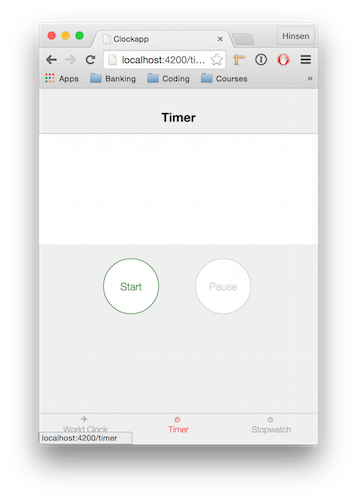 Clockapp
Hinsen
localhost:4200/ti...
Apps Banking Coding Courses »
Timer
Start Pause
World Clock Timer Stopwatch
localhost:4200/timer